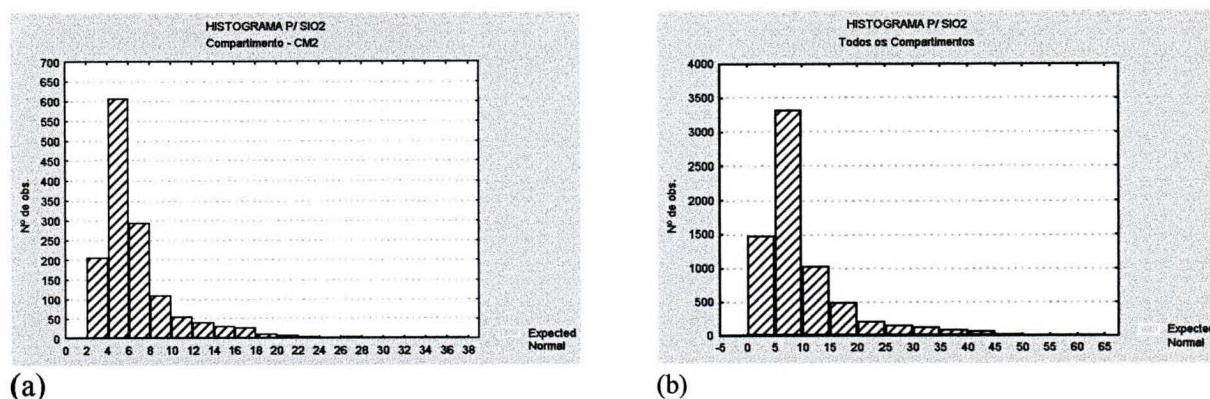 HISTOGRAMA P/ SIO2
Compartimento - CM2
700
650
600
550
500
450
400
350
300
250
200
150
100
50
0
Nº de obs.
0 2 4 6 8 10 12 14 16 18 20 22 24 26 28 30 32 34 36 38
Expected
Normal
(a)
HISTOGRAMA P/ SIO2
Todos os Compartimentos
4000
3500
3000
2500
2000
1500
1000
500
0
Nº de obs.
-5 0 5 10 15 20 25 30 35 40 45 50 55 60 65
Expected
Normal
(b)